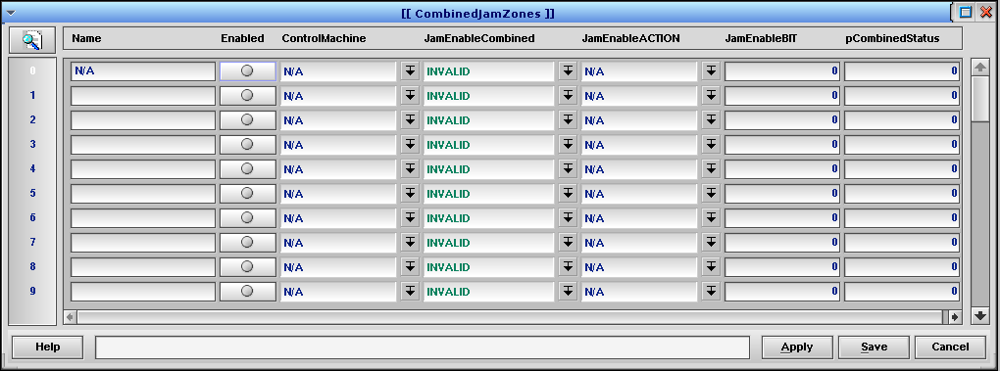 [[ CombinedJamZones ]]
Name Enabled ControlMachine JamEnableCombined JamEnableACTION JamEnableBIT pCombinedStatus
0 N/A N/A INVALID N/A 0 0
1 N/A INVALID N/A 0 0
2 N/A INVALID N/A 0 0
3 N/A INVALID N/A 0 0
4 N/A INVALID N/A 0 0
5 N/A INVALID N/A 0 0
6 N/A INVALID N/A 0 0
7 N/A INVALID N/A 0 0
8 N/A INVALID N/A 0 0
9 N/A INVALID N/A 0 0
Help Apply Save Cancel